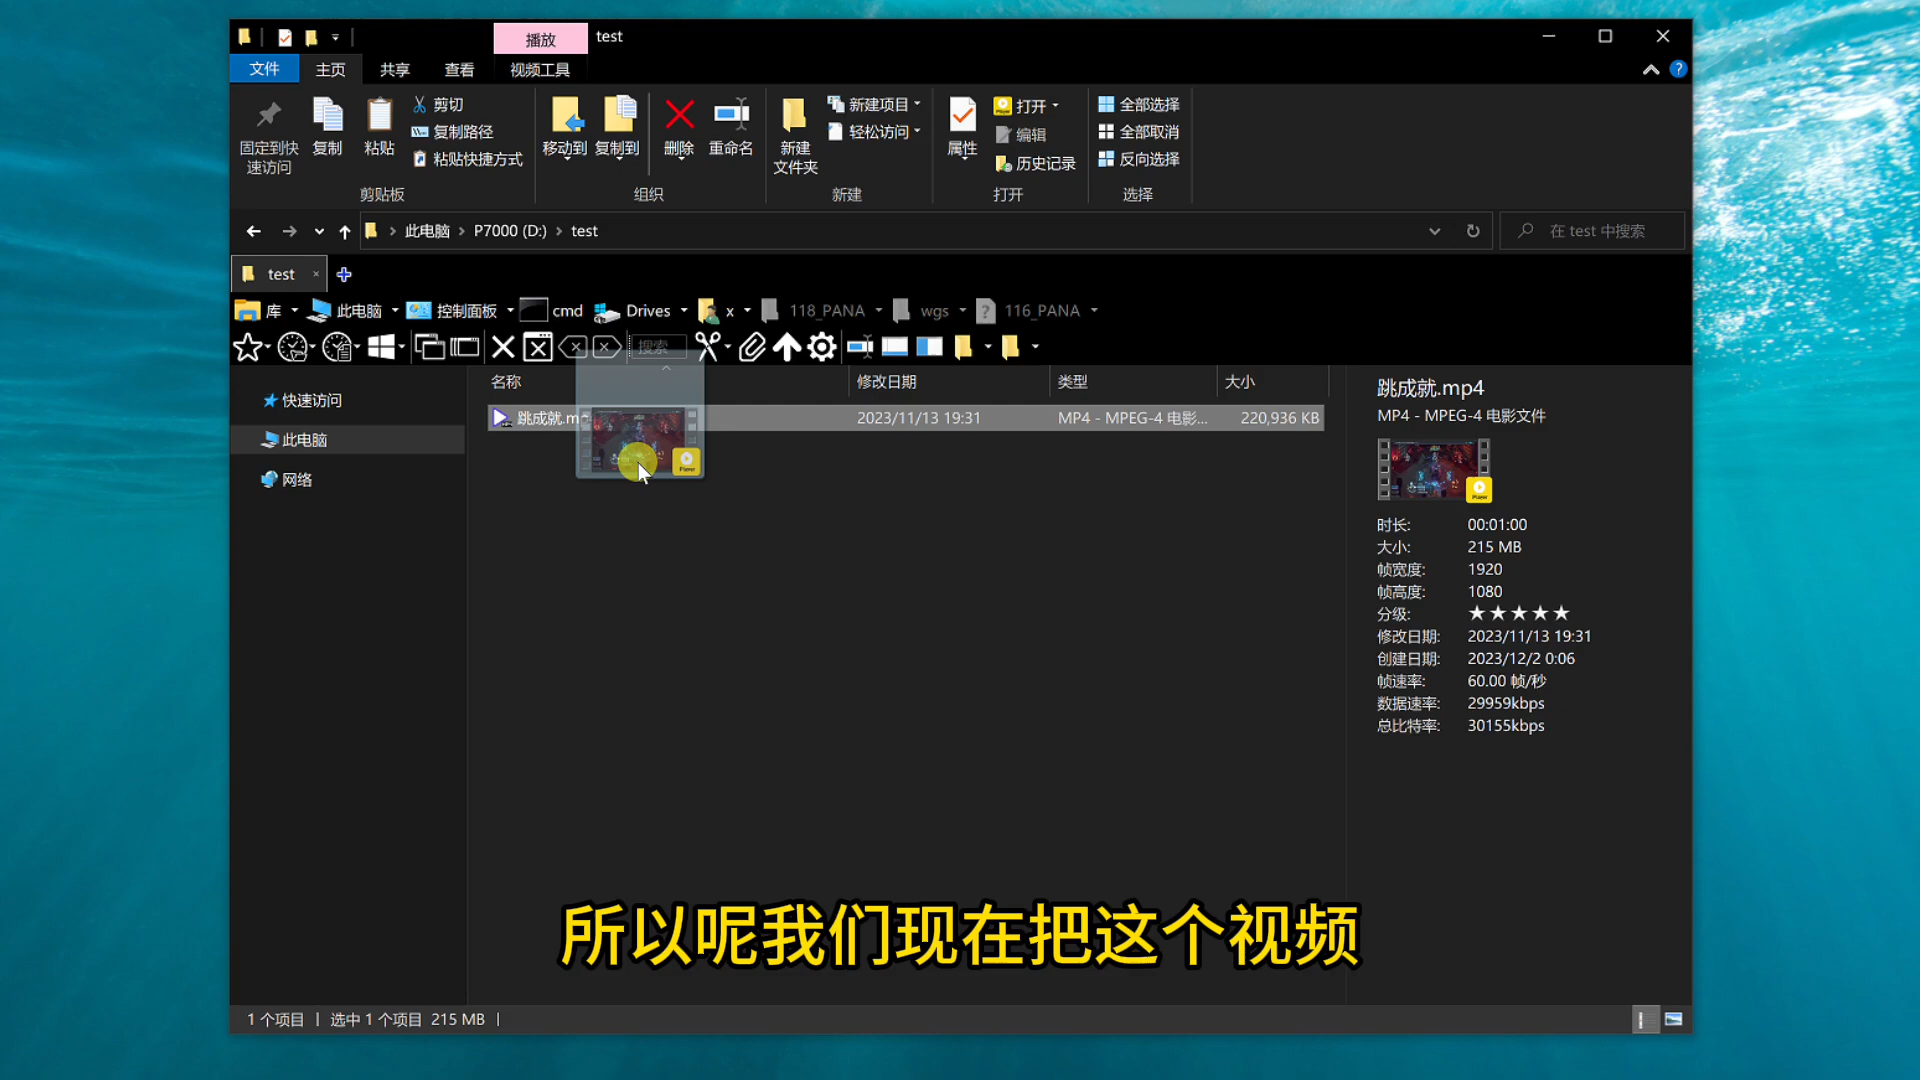 播放
test
文件
主页
共享
查看
视频工具
固定到快
速访问
复制
粘贴
剪切
复制路径
粘贴快捷方式
剪贴板
移动到
复制到
删除
重命名
组织
新建
文件夹
新建项目
轻松访问
新建
属性
打开
编辑
历史记录
打开
全部选择
全部取消
反向选择
选择
此电脑 > P7000 (D:) > test
在 test 中搜索
test
库
此电脑
控制面板
cmd
Drives
x
118_PANA
wgs
116_PANA
搜索
快速访问
此电脑
网络
名称
修改日期
类型
大小
跳成就.m
2023/11/13 19:31
MP4 - MPEG-4 电影...
220,936 KB
Player
跳成就.mp4
MP4 - MPEG-4 电影文件
Player
时长: 00:01:00
大小: 215 MB
帧宽度: 1920
帧高度: 1080
分级: ★★★★★
修改日期: 2023/11/13 19:31
创建日期: 2023/12/2 0:06
帧速率: 60.00 帧/秒
数据速率: 29959kbps
总比特率: 30155kbps
所以呢我们现在把这个视频
1 个项目 | 选中 1 个项目 215 MB |